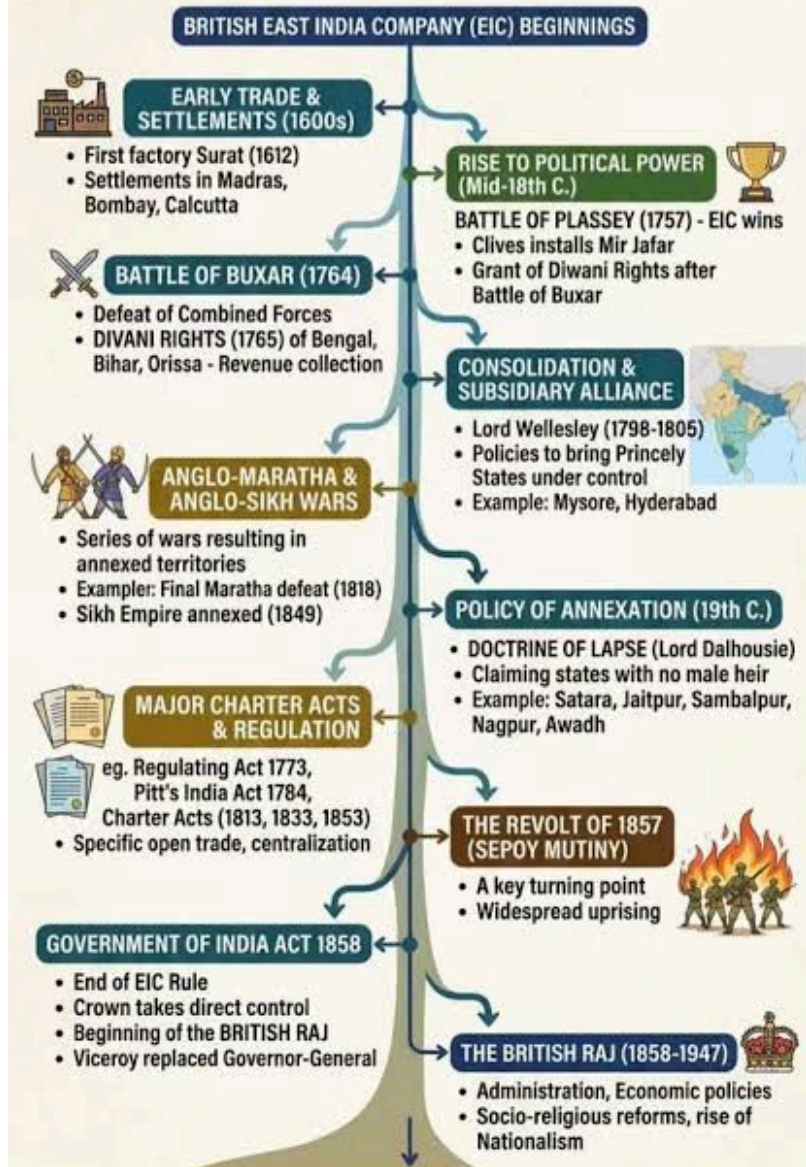 BRITISH EAST INDIA COMPANY (EIC) BEGINNINGS
EARLY TRADE &
SETTLEMENTS (1600s)
• First factory Surat (1612)
• Settlements in Madras,
Bombay, Calcutta
RISE TO POLITICAL POWER
(Mid-18th C.)
BATTLE OF PLASSEY (1757) - EIC wins
• Clives installs Mir Jafar
• Grant of Diwani Rights after
Battle of Buxar
BATTLE OF BUXAR (1764)
• Defeat of Combined Forces
• DIVANI RIGHTS (1765) of Bengal,
Bihar, Orissa - Revenue collection
CONSOLIDATION &
SUBSIDIARY ALLIANCE
• Lord Wellesley (1798-1805)
• Policies to bring Princely
States under control
• Example: Mysore, Hyderabad
ANGLO-MARATHA &
ANGLO-SIKH WARS
• Series of wars resulting in
annexed territories
• Exampler: Final Maratha defeat (1818)
• Sikh Empire annexed (1849)
POLICY OF ANNEXATION (19th C.)
• DOCTRINE OF LAPSE (Lord Dalhousie)
• Claiming states with no male heir
• Example: Satara, Jaitpur, Sambalpur,
Nagpur, Awadh
MAJOR CHARTER ACTS
& REGULATION
eg. Regulating Act 1773,
Pitt's India Act 1784,
Charter Acts (1813, 1833, 1853)
• Specific open trade, centralization
THE REVOLT OF 1857
(SEPOY MUTINY)
• A key turning point
• Widespread uprising
GOVERNMENT OF INDIA ACT 1858
• End of EIC Rule
• Crown takes direct control
• Beginning of the BRITISH RAJ
• Viceroy replaced Governor-General
THE BRITISH RAJ (1858-1947)
• Administration, Economic policies
• Socio-religious reforms, rise of
Nationalism